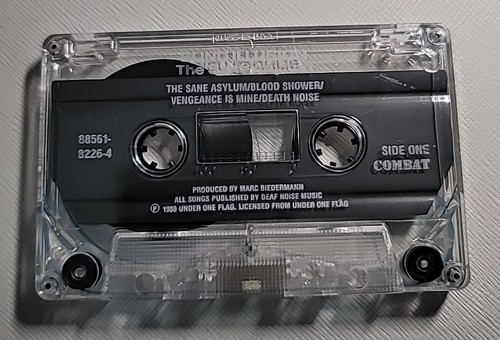 The
THE SANE ASYLUM/BLOOD SHOWER/
VENGEANCE IS MINE/DEATH NOISE
88561-
8226-4
SIDE ONE
COMBAT
PRODUCED BY MARC BIEDERMANN
ALL SONGS PUBLISHED BY DEAF NOISE MUSIC
℗ 1988 UNDER ONE FLAG. LICENSED FROM UNDER ONE FLAG